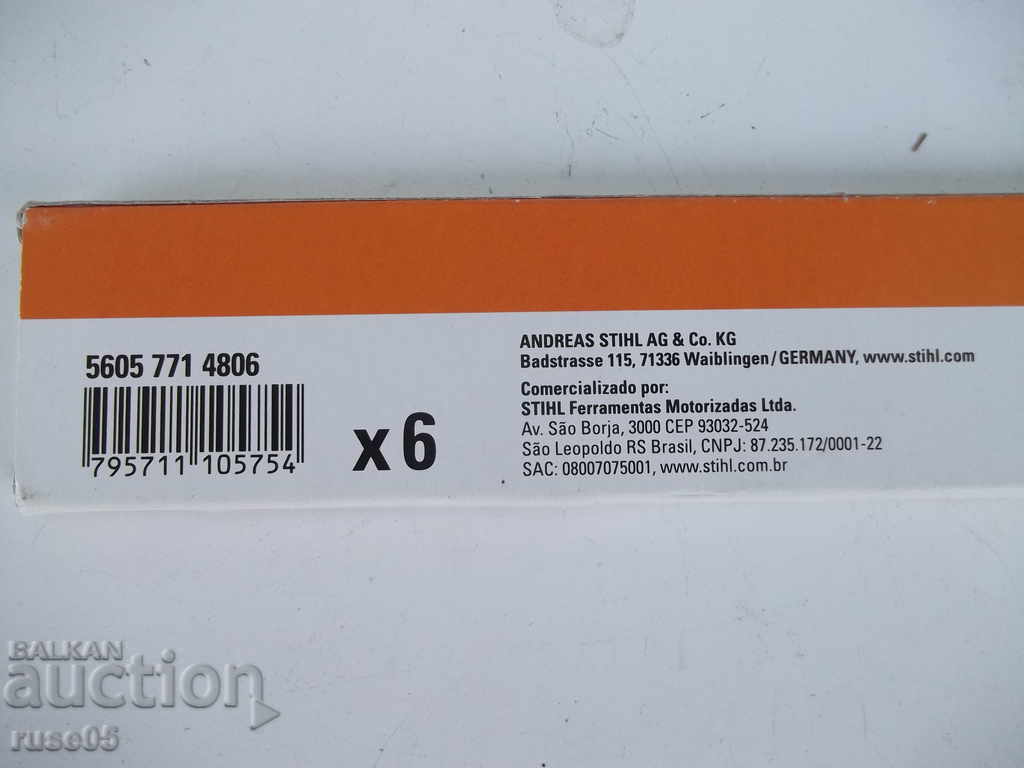 5605 771 4806
795711 105754
x 6
ANDREAS STIHL AG & Co. KG
Badstrasse 115, 71336 Waiblingen/GERMANY, www.stihl.com
Comercializado por:
STIHL Ferramentas Motorizadas Ltda.
Av. São Borja, 3000 CEP 93032-524
São Leopoldo RS Brasil, CNPJ: 87.235.172/0001-22
SAC: 08007075001, www.stihl.com.br
BALKAN
auction
ruse05